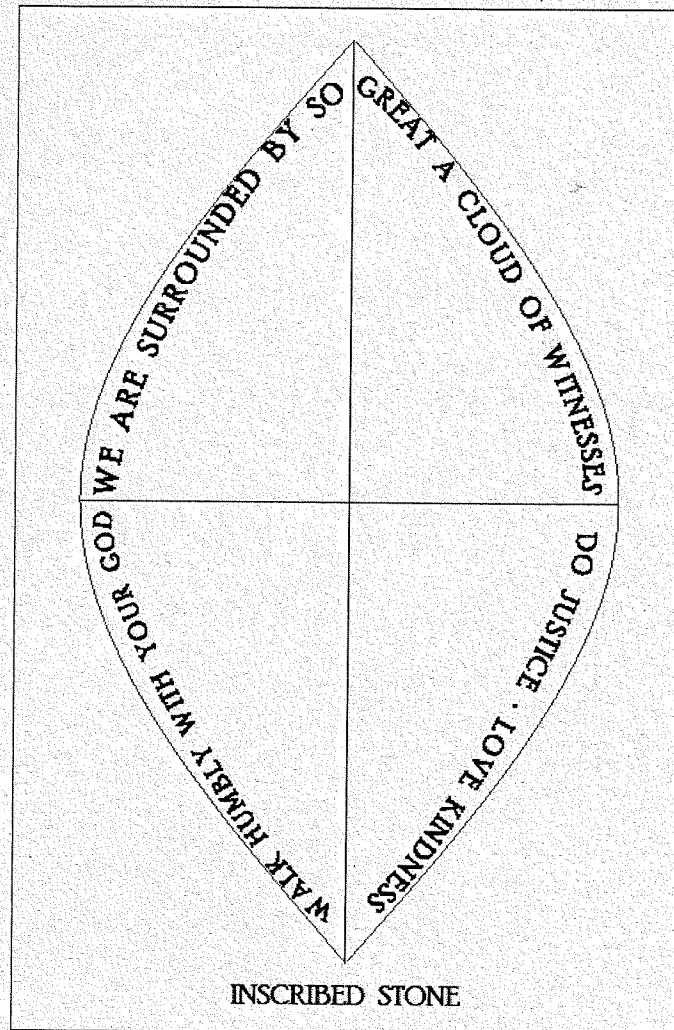 WE ARE SURROUNDED BY SO
GREAT A CLOUD OF WITNESSES
DO JUSTICE · LOVE KINDNESS
WALK HUMBLY WITH YOUR GOD
INSCRIBED STONE